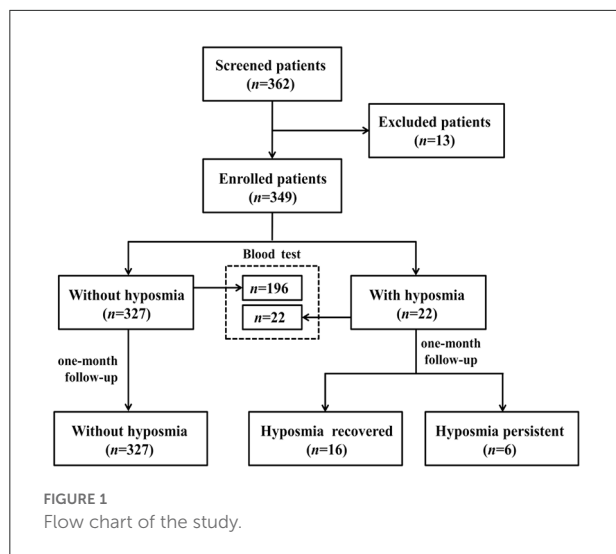 Screened patients
(n=362)
Excluded patients
(n=13)
Enrolled patients
(n=349)
Blood test
Without hyposmia
(n=327)
n=196
n=22
With hyposmia
(n=22)
one-month
follow-up
one-month
follow-up
Without hyposmia
(n=327)
Hyposmia recovered
(n=16)
Hyposmia persistent
(n=6)
FIGURE 1
Flow chart of the study.